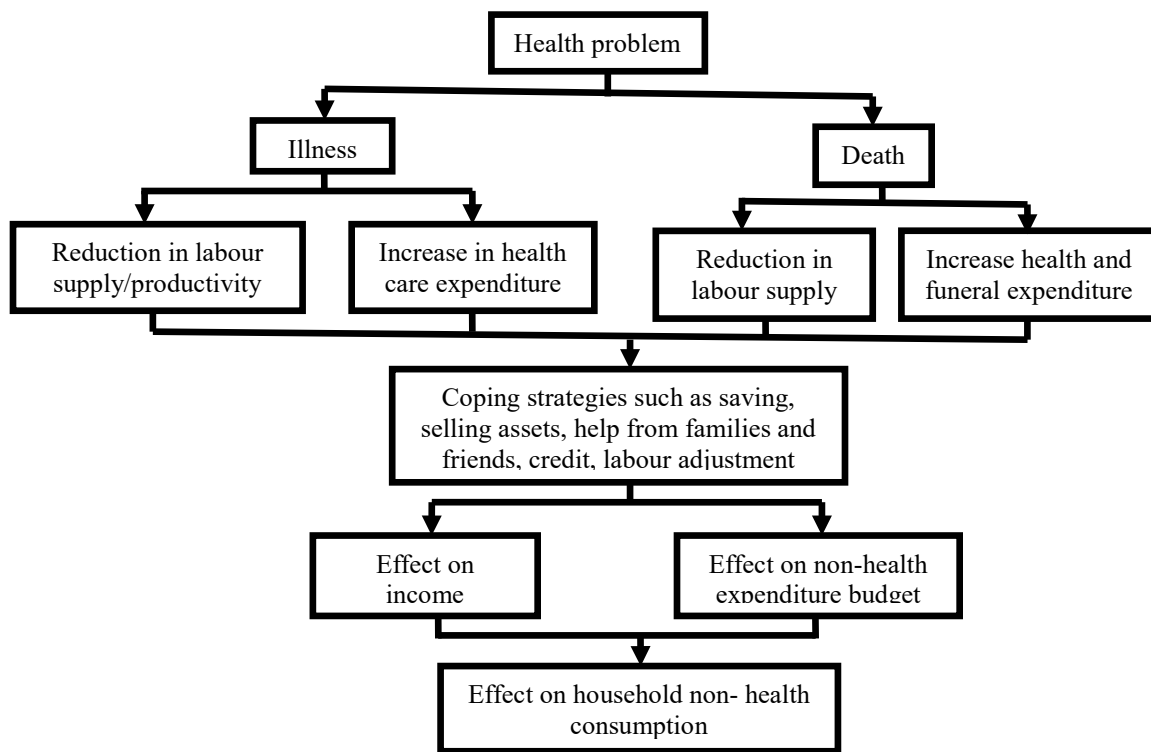 Health problem
Illness
Death
Reduction in labour
supply/productivity
Increase in health
care expenditure
Reduction in
labour supply
Increase health and
funeral expenditure
Coping strategies such as saving,
selling assets, help from families and
friends, credit, labour adjustment
Effect on
income
Effect on non-health
expenditure budget
Effect on household non- health
consumption